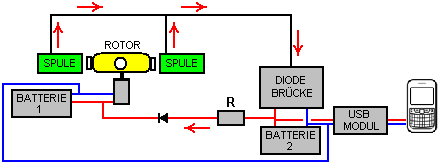 ROTOR
SPULE
SPULE
DIODE
BRÜCKE
BATTERIE
1
R
USB
MODUL
BATTERIE
2